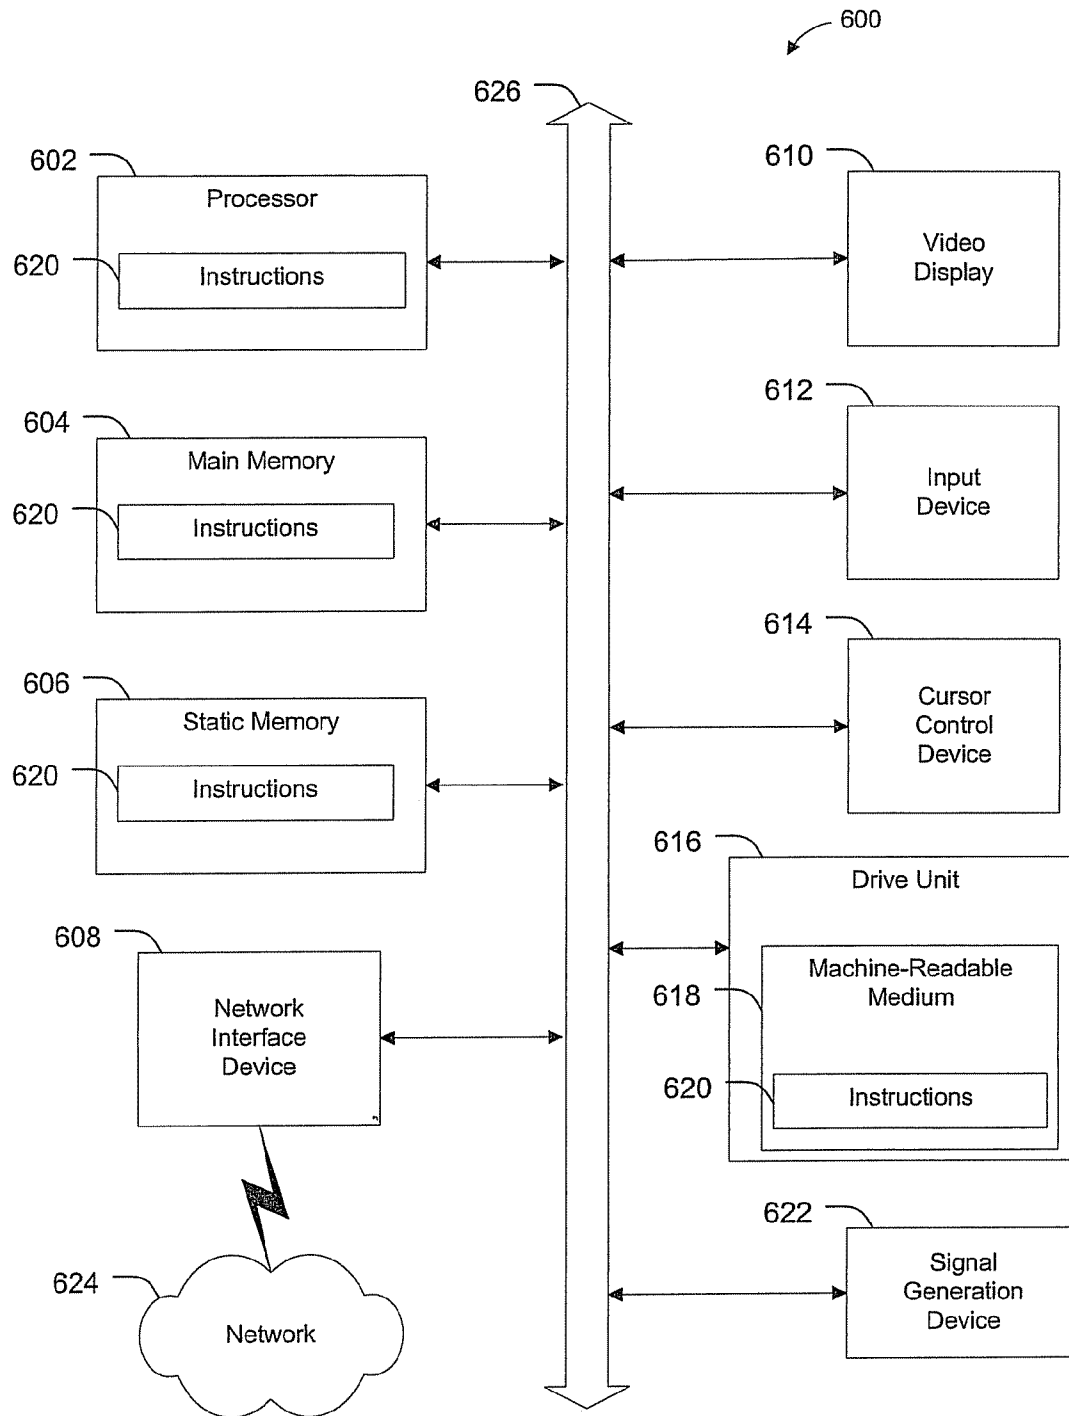 600
626
602
Processor
620
Instructions
610
Video
Display
604
Main Memory
620
Instructions
612
Input
Device
606
Static Memory
620
Instructions
614
Cursor
Control
Device
616
Drive Unit
618
Machine-Readable
Medium
620
Instructions
608
Network
Interface
Device
622
Signal
Generation
Device
624
Network